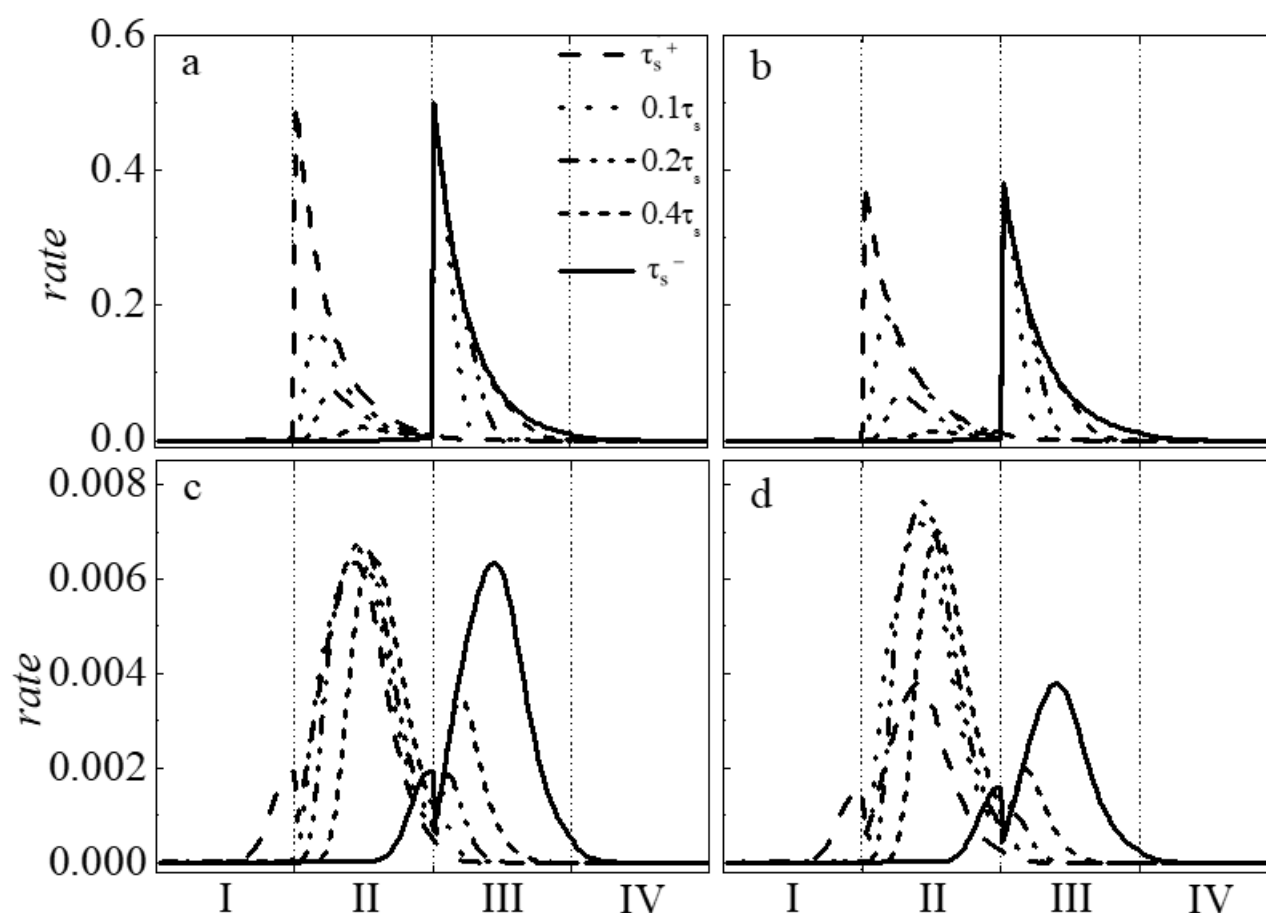 0.6
a
b
τs+
0.1τs
0.2τs
0.4τs
τs−
0.4
0.2
0.0
rate
0.008
c
d
0.006
0.004
0.002
0.000
rate
I II III IV I II III IV